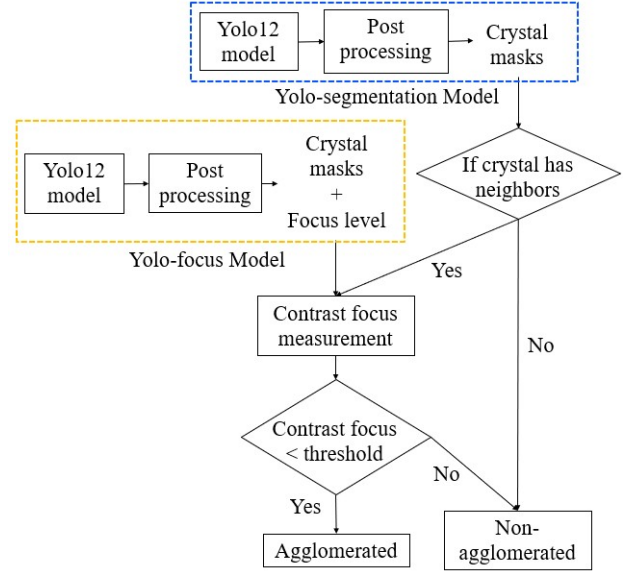 Yolo12
model
Post
processing
Crystal
masks
Yolo-segmentation Model
If crystal has
neighbors
Yolo12
model
Post
processing
Crystal
masks
+
Focus level
Yolo-focus Model
Yes
No
Contrast focus
measurement
Contrast focus
< threshold
No
Yes
Agglomerated
Non-
agglomerated